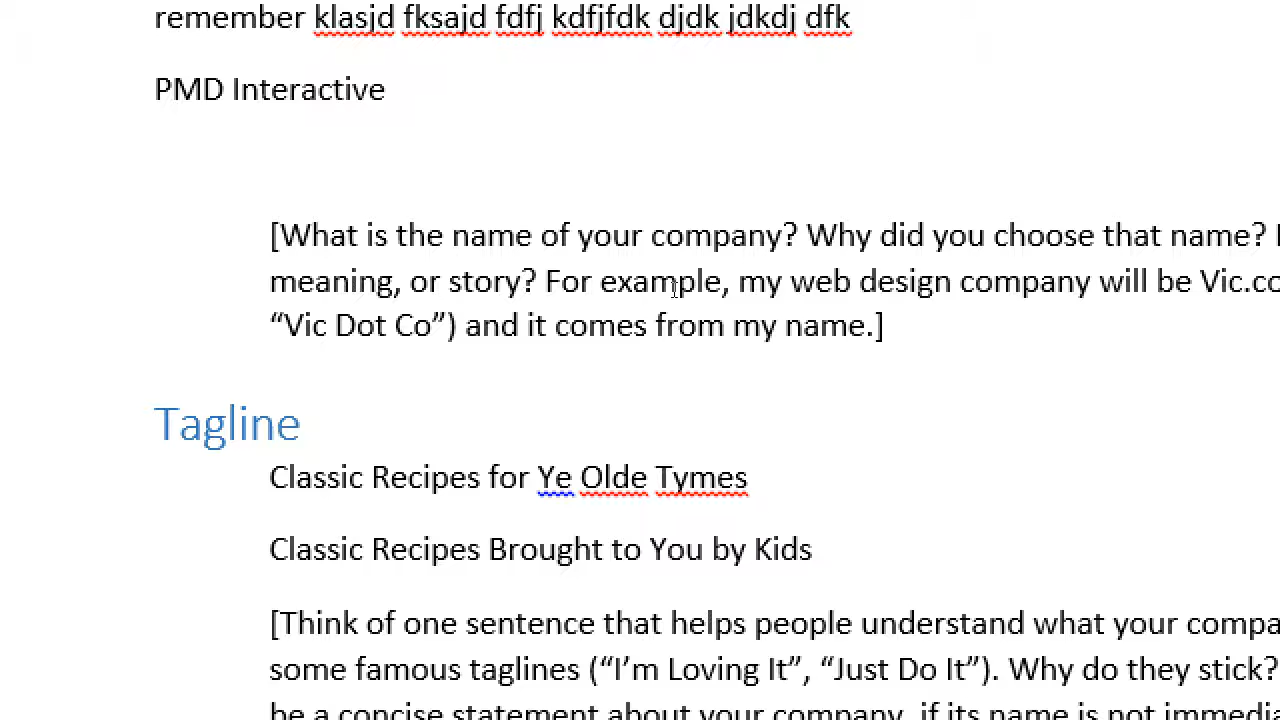 remember klasjd fksajd fdfj kdfjfdk djdk jdkdj dfk
PMD Interactive
[What is the name of your company? Why did you choose that name?
meaning, or story? For example, my web design company will be Vic.co
“Vic Dot Co”) and it comes from my name.]
Tagline
Classic Recipes for Ye Olde Tymes
Classic Recipes Brought to You by Kids
[Think of one sentence that helps people understand what your compa
some famous taglines (“I’m Loving It”, “Just Do It”). Why do they stick?
be a concise statement about your company, if its name is not immedia